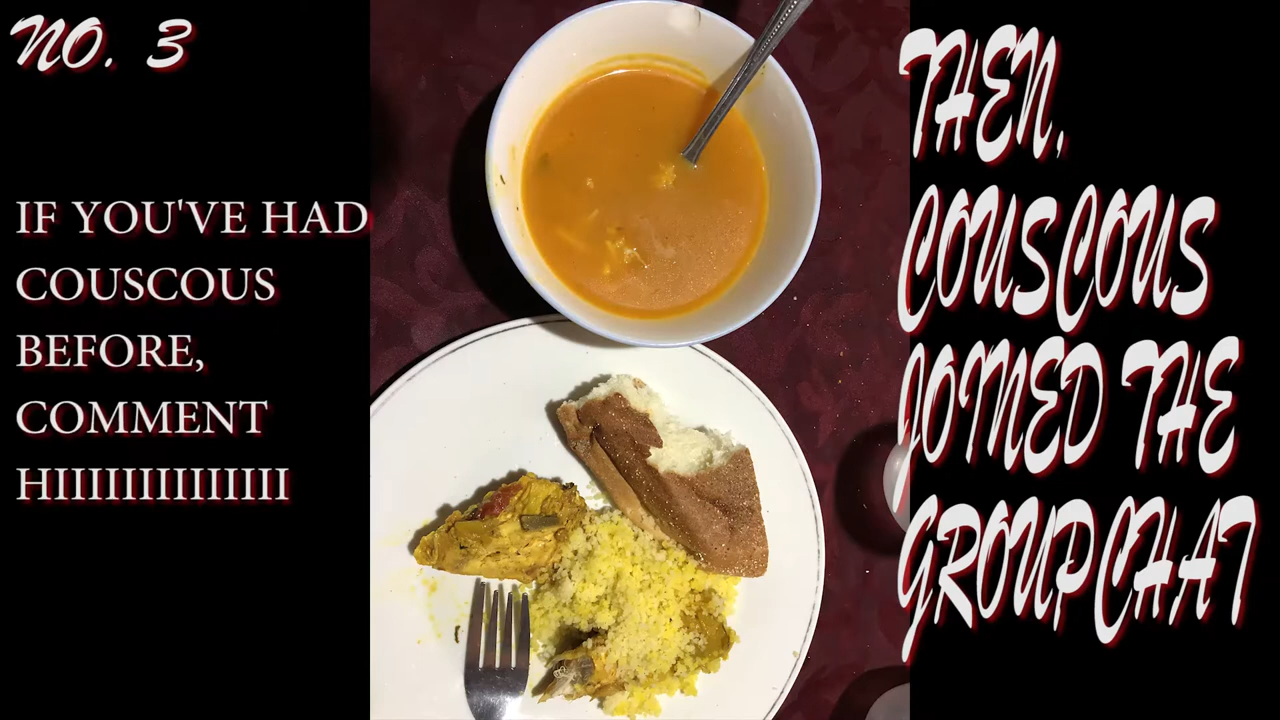 NO. 3
IF YOU'VE HAD
COUSCOUS
BEFORE,
COMMENT
HIIIIIIIIIIIIII
THEN,
COUSCOUS
JOINED THE
GROUPCHAT